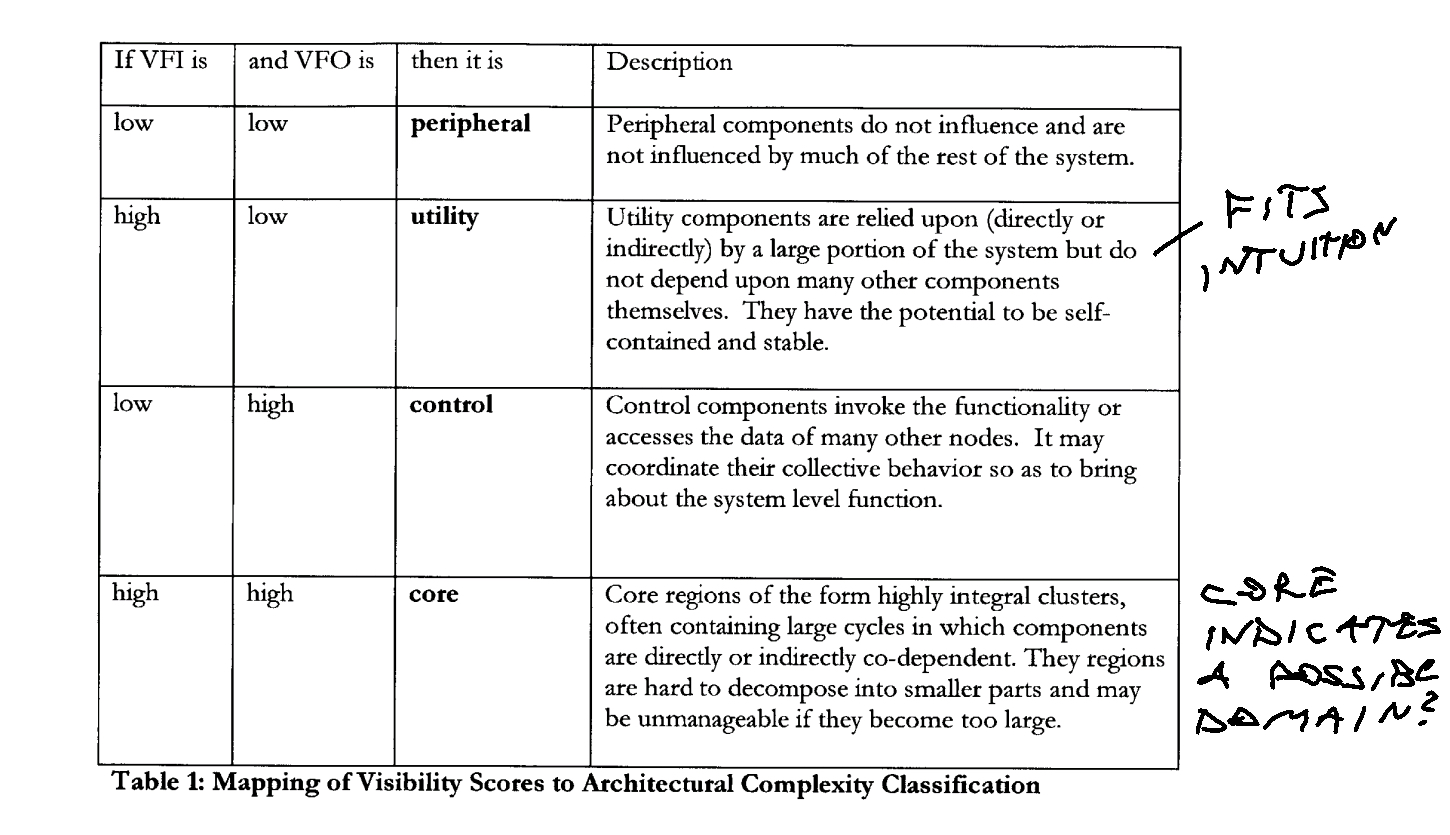 If VFI is | and VFO is | then it is | Description
low | low | peripheral | Peripheral components do not influence and are
not influenced by much of the rest of the system.
high | low | utility | Utility components are relied upon (directly or
indirectly) by a large portion of the system but do
not depend upon many other components
themselves. They have the potential to be self-
contained and stable.
FITS
INTUITION
low | high | control | Control components invoke the functionality or
accesses the data of many other nodes. It may
coordinate their collective behavior so as to bring
about the system level function.
high | high | core | Core regions of the form highly integral clusters,
often containing large cycles in which components
are directly or indirectly co-dependent. They regions
are hard to decompose into smaller parts and may
be unmanageable if they become too large.
CORE
INDICATES
A POSSIBLE
DOMAIN?
Table 1: Mapping of Visibility Scores to Architectural Complexity Classification